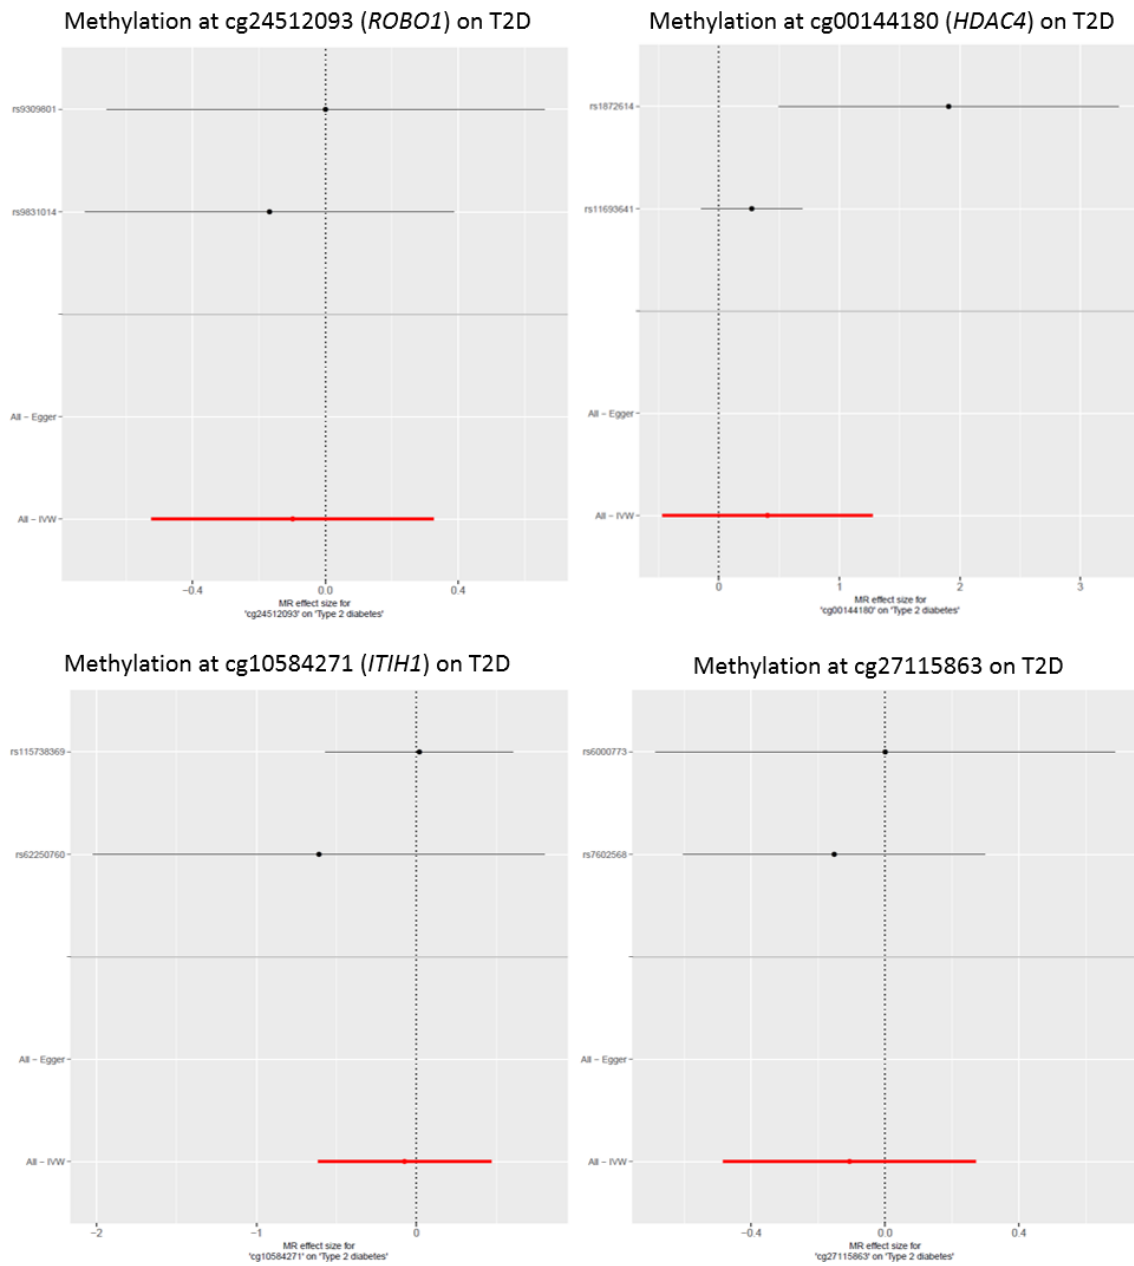 Methylation at cg24512093 (ROBO1) on T2D
rs9309801
rs9831014
All - Egger
All - IVW
-0.4
0.0
0.4
MR effect size for
'cg24512093' on 'Type 2 diabetes'
Methylation at cg00144180 (HDAC4) on T2D
rs1872614
rs11693641
All - Egger
All - IVW
0
1
2
3
MR effect size for
'cg00144180' on 'Type 2 diabetes'
Methylation at cg10584271 (ITIH1) on T2D
rs115738369
rs62250760
All - Egger
All - IVW
-2
-1
0
MR effect size for
'cg10584271' on 'Type 2 diabetes'
Methylation at cg27115863 on T2D
rs6000773
rs7602568
All - Egger
All - IVW
-0.4
0.0
0.4
MR effect size for
'cg27115863' on 'Type 2 diabetes'